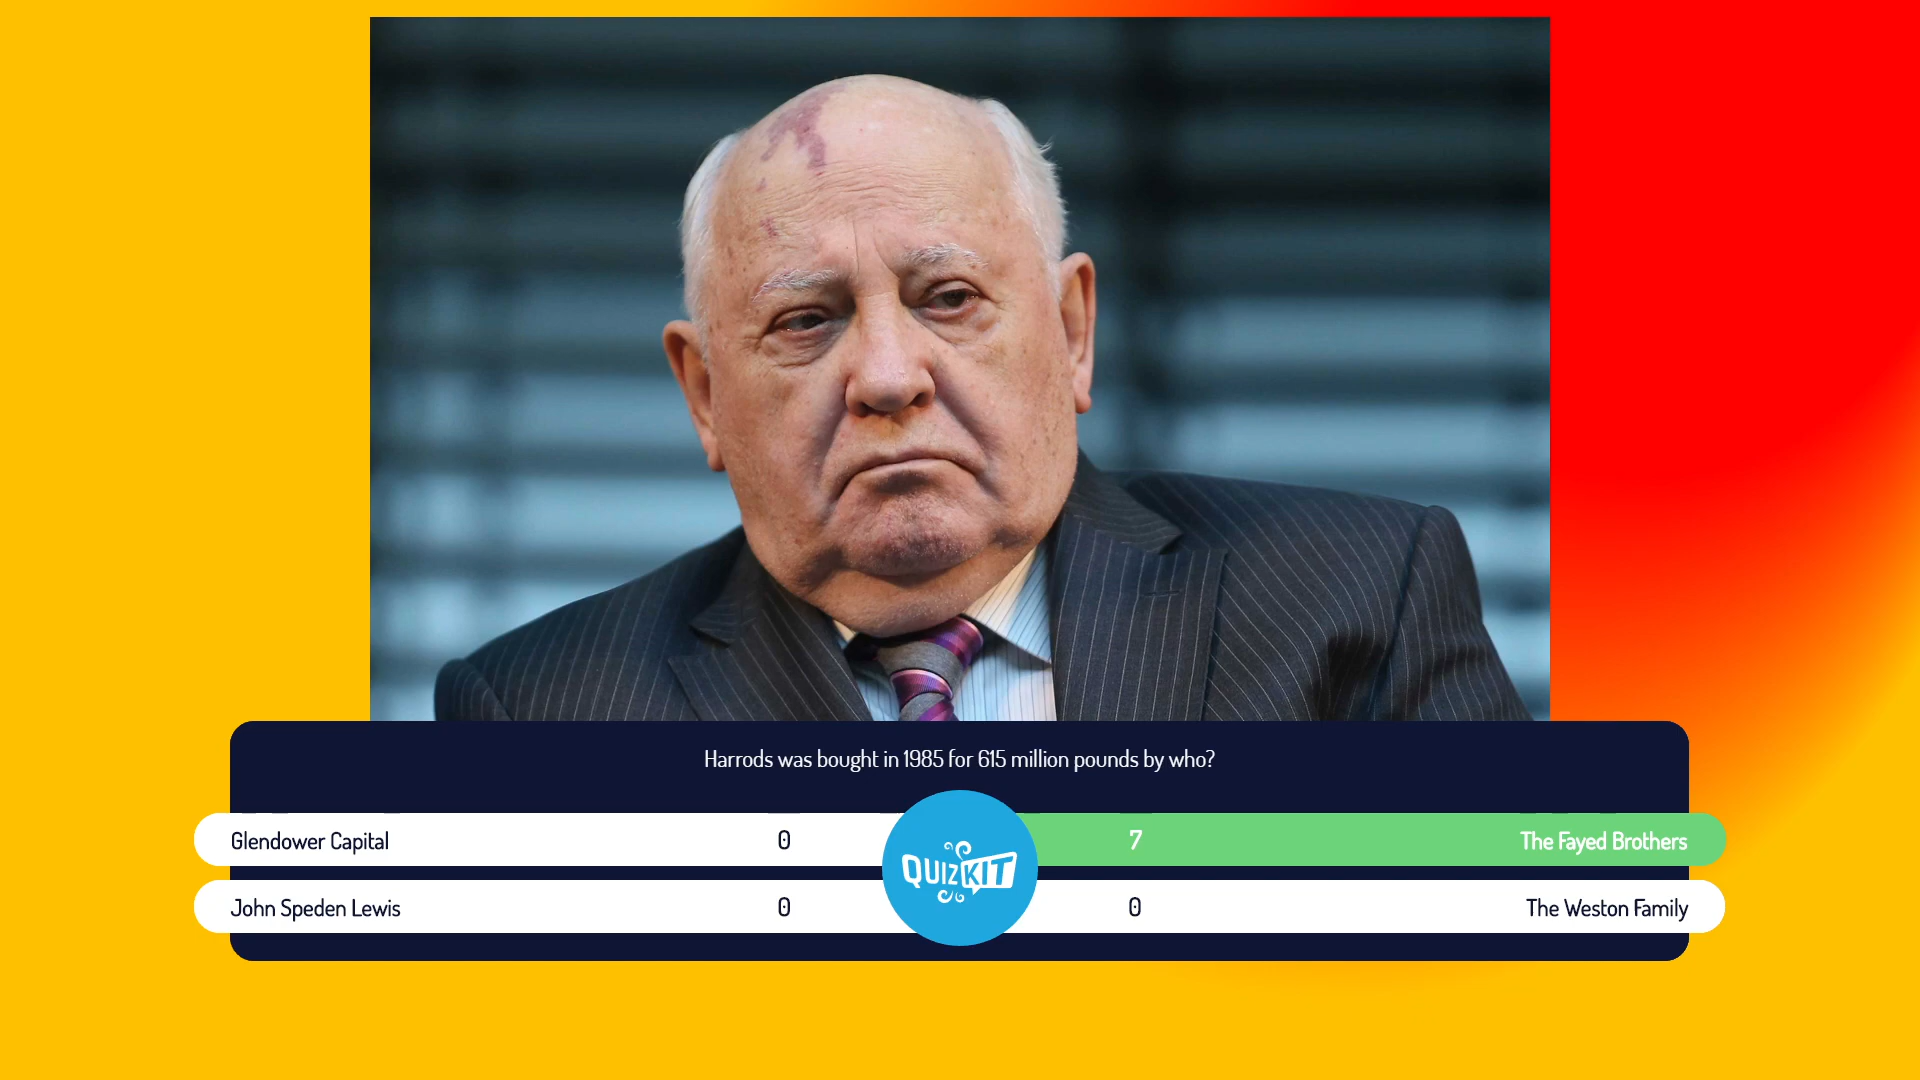 Harrods was bought in 1985 for 615 million pounds by who?
Glendower Capital 0
7 The Fayed Brothers
John Speden Lewis 0
0 The Weston Family
QUIZKIT